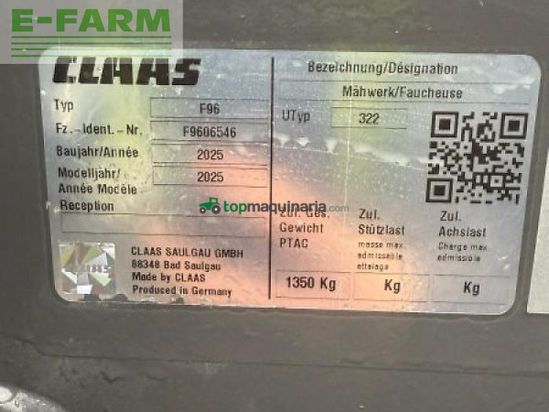 E-FARM
CLAAS
Typ F96
Fz.-Ident.-Nr. F9606546
Baujahr/Année 2025
Modelljahr/
Année Modèle 2025
Reception
CLAAS SAULGAU GMBH
88348 Bad Saulgau
Made by CLAAS
Produced in Germany
CLAAS
Bezeichnung/Désignation
Mähwerk/Faucheuse
UTyp 322
topmaquinaria.com
Zul. Ges.
Gewicht
PTAC
1350 Kg
Zul.
Stützlast
masse max
admissable
attelage
Kg
Zul.
Achslast
Charge max
admissible
Kg